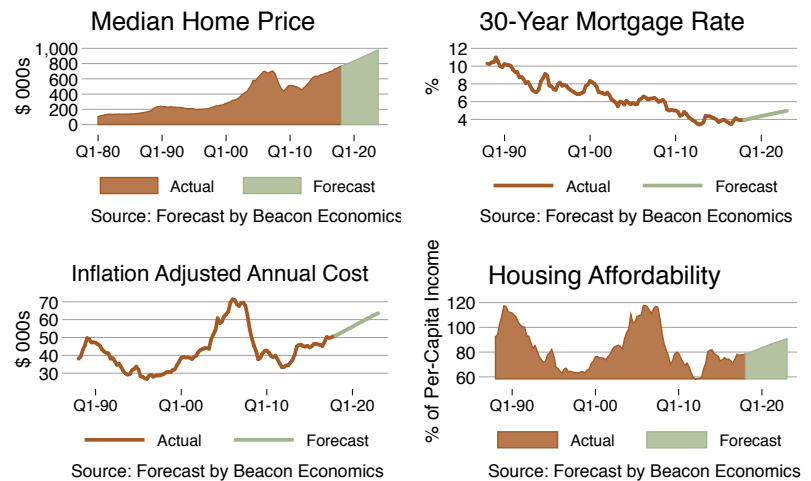 Median Home Price
$ 000s
1,000
800
600
400
200
0
Q1-80 Q1-90 Q1-00 Q1-10 Q1-20
Actual Forecast
Source: Forecast by Beacon Economics
30-Year Mortgage Rate
%
12
10
8
6
4
Q1-90 Q1-00 Q1-10 Q1-20
Actual Forecast
Source: Forecast by Beacon Economics
Inflation Adjusted Annual Cost
$ 000s
70
60
50
40
30
Q1-90 Q1-00 Q1-10 Q1-20
Actual Forecast
Source: Forecast by Beacon Economics
Housing Affordability
% of Per-Capita Income
120
100
80
60
Q1-90 Q1-00 Q1-10 Q1-20
Actual Forecast
Source: Forecast by Beacon Economics